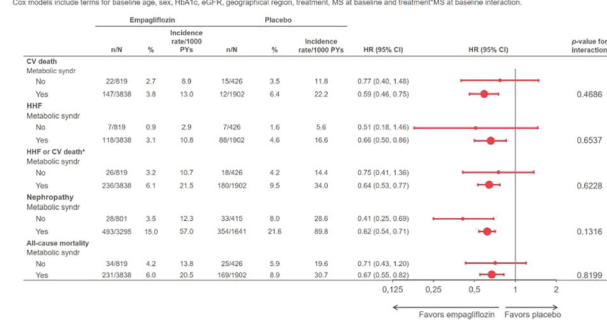 Cox models include terms for baseline age, sex, HbA1c, eGFR, geographical region, treatment, MS at baseline and treatment*MS at baseline interaction.
Empagliflozin Placebo
n/N % Incidence rate/1000 PYs n/N % Incidence rate/1000 PYs HR (95% CI) HR (95% CI) p-value for interaction
CV death
Metabolic syndr
No 22/819 2.7 8.9 15/426 3.5 11.8 0.77 (0.40, 1.48)
Yes 147/3838 3.8 13.0 12/1902 6.4 22.2 0.59 (0.46, 0.75) 0.4686
HHF
Metabolic syndr
No 7/819 0.9 2.9 7/426 1.6 5.6 0.51 (0.18, 1.46)
Yes 118/3838 3.1 10.8 88/1902 4.6 16.6 0.66 (0.50, 0.86) 0.6537
HHF or CV death*
Metabolic syndr
No 26/819 3.2 10.7 18/426 4.2 14.4 0.75 (0.41, 1.36)
Yes 236/3838 6.1 21.5 180/1902 9.5 34.0 0.64 (0.53, 0.77) 0.6228
Nephropathy
Metabolic syndr
No 28/801 3.5 12.3 33/415 8.0 28.6 0.41 (0.25, 0.69)
Yes 493/3295 15.0 57.0 354/1641 21.6 89.8 0.62 (0.54, 0.71) 0,1316
All-cause mortality
Metabolic syndr
No 34/819 4.2 13.8 25/426 5.9 19.6 0.71 (0.43, 1.20)
Yes 231/3838 6.0 20.5 169/1902 8.9 30.7 0.67 (0.55, 0.82) 0.8199
0,125 0,25 0,5 1 2
Favors empagliflozin Favors placebo